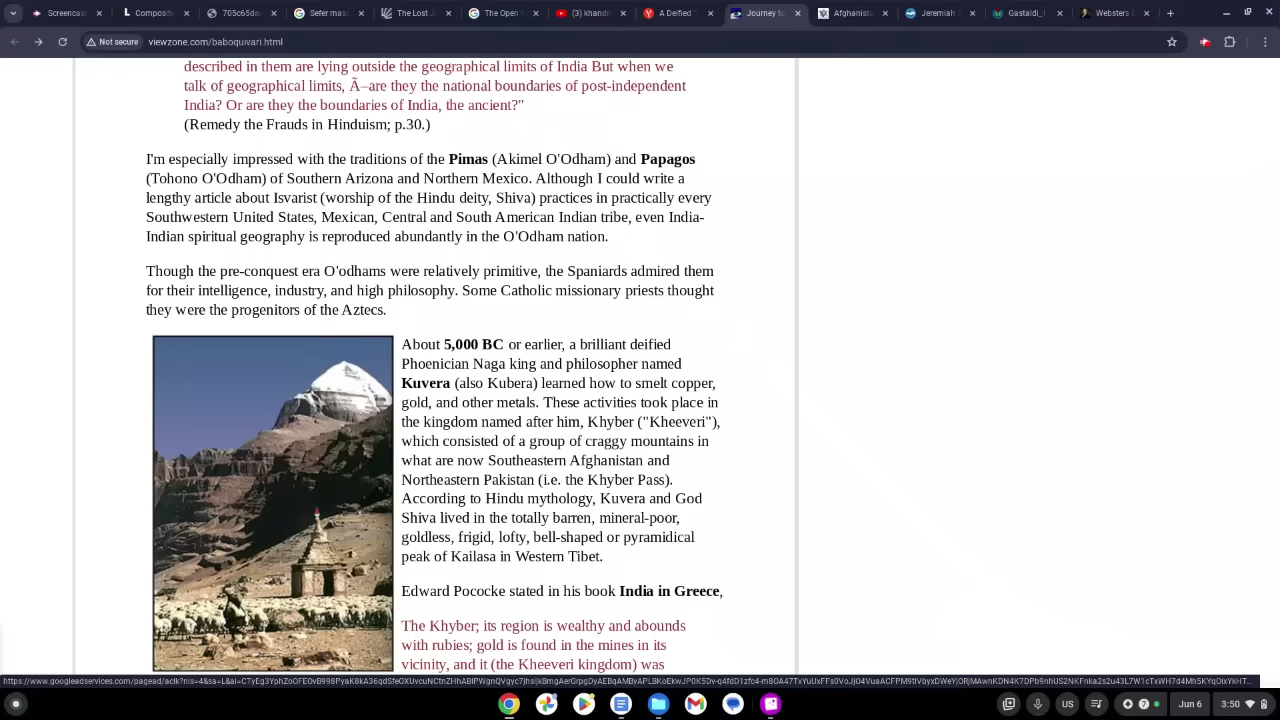 Screencast
Composite
705c65da
Sefer mase
The Lost J
The Open S
(3) khandr
A Deified "
Journey to
Afghanista
Jeremiah
Gastaldi_1
Websters
Not secure viewzone.com/baboquivari.html
described in them are lying outside the geographical limits of India But when we
talk of geographical limits, Ã–are they the national boundaries of post-independent
India? Or are they the boundaries of India, the ancient?"
(Remedy the Frauds in Hinduism; p.30.)
I'm especially impressed with the traditions of the Pimas (Akimel O'Odham) and Papagos
(Tohono O'Odham) of Southern Arizona and Northern Mexico. Although I could write a
lengthy article about Isvarist (worship of the Hindu deity, Shiva) practices in practically every
Southwestern United States, Mexican, Central and South American Indian tribe, even India-
Indian spiritual geography is reproduced abundantly in the O'Odham nation.
Though the pre-conquest era O'odhams were relatively primitive, the Spaniards admired them
for their intelligence, industry, and high philosophy. Some Catholic missionary priests thought
they were the progenitors of the Aztecs.
About 5,000 BC or earlier, a brilliant deified
Phoenician Naga king and philosopher named
Kuvera (also Kubera) learned how to smelt copper,
gold, and other metals. These activities took place in
the kingdom named after him, Khyber ("Kheeveri"),
which consisted of a group of craggy mountains in
what are now Southeastern Afghanistan and
Northeastern Pakistan (i.e. the Khyber Pass).
According to Hindu mythology, Kuvera and God
Shiva lived in the totally barren, mineral-poor,
goldless, frigid, lofty, bell-shaped or pyramidical
peak of Kailasa in Western Tibet.
Edward Pococke stated in his book India in Greece,
The Khyber; its region is wealthy and abounds
with rubies; gold is found in the mines in its
vicinity, and it (the Kheeveri kingdom) was
US
7
Jun 6
3:50